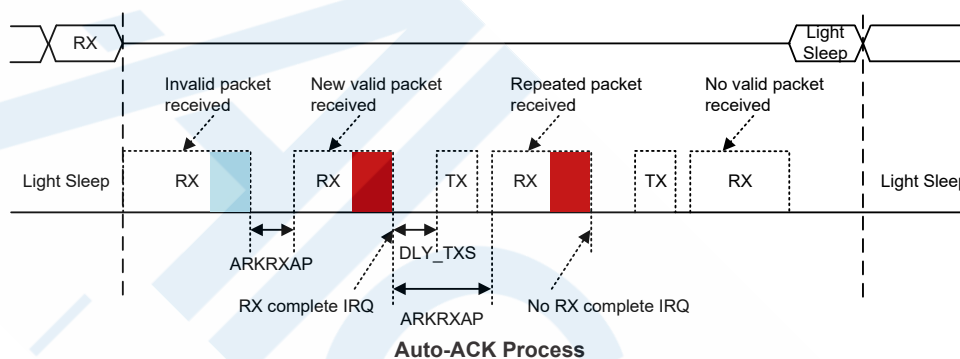 RX
Light
Sleep
Invalid packet
received
New valid packet
received
Repeated packet
received
No valid packet
received
Light Sleep
RX
RX
TX
RX
TX
RX
Light Sleep
ARKRXAP
DLY_TXS
RX complete IRQ
No RX complete IRQ
ARKRXAP
Auto-ACK Process